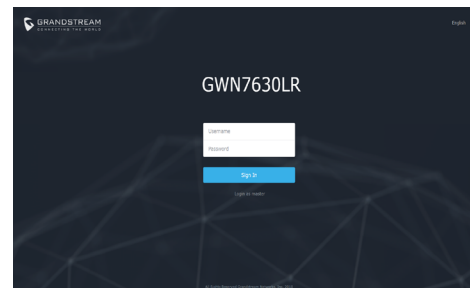 GRANDSTREAM
CONNECTING THE WORLD
English
GWN7630LR
Username
Password
Sign In
Login as master